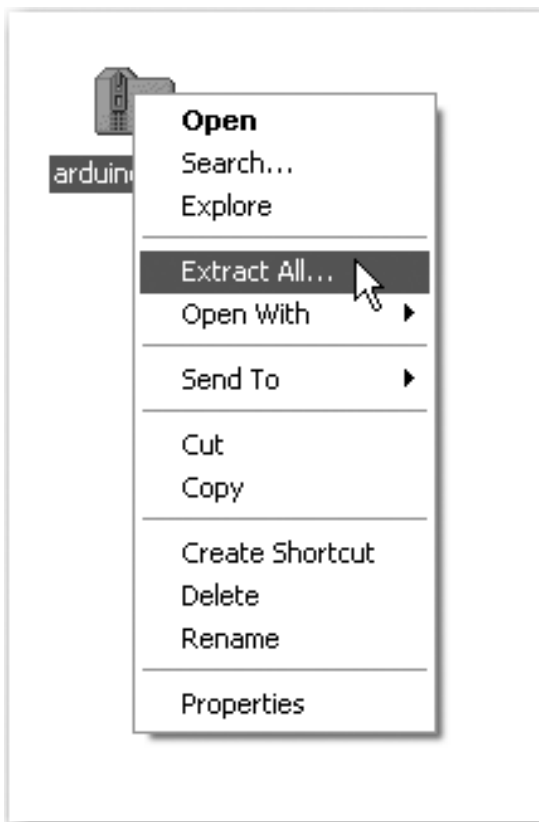 arduin
Open
Search...
Explore
Extract All...
Open With
Send To
Cut
Copy
Create Shortcut
Delete
Rename
Properties